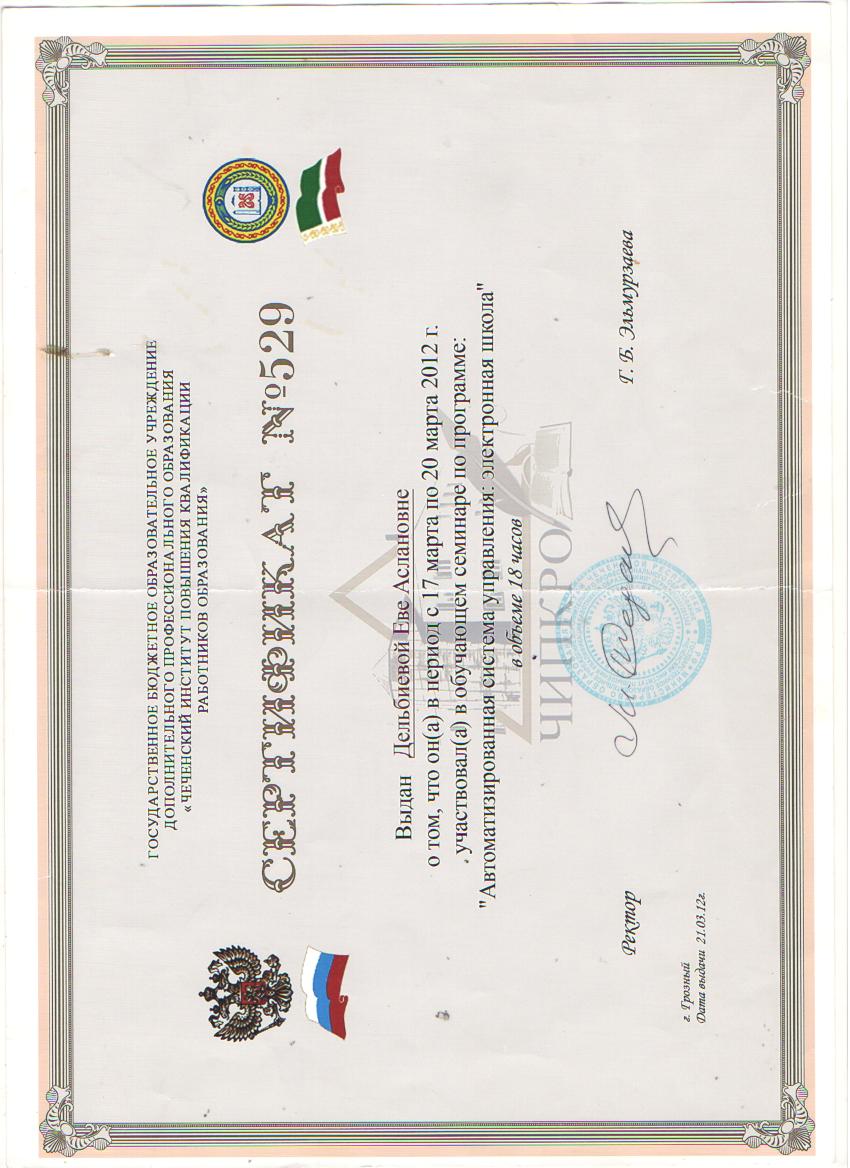 ГОСУДАРСТВЕННОЕ БЮДЖЕТНОЕ ОБРАЗОВАТЕЛЬНОЕ УЧРЕЖДЕНИЕ
ДОПОЛНИТЕЛЬНОГО ПРОФЕССИОНАЛЬНОГО ОБРАЗОВАНИЯ
«ЧЕЧЕНСКИЙ ИНСТИТУТ ПОВЫШЕНИЯ КВАЛИФИКАЦИИ
РАБОТНИКОВ ОБРАЗОВАНИЯ»
СЕРТИФИКАТ №529
Выдан Дельбиевой Еве Аслановне
о том, что он(а) в период с 17 марта по 20 марта 2012 г.
участвовал(а) в обучающем семинаре по программе:
"Автоматизированная система управления: электронная школа"
в объеме 18 часов
ЧИПКРО
Ректор Г. Б. Эльмурзаева
г. Грозный
Дата выдачи 21.03.12г.